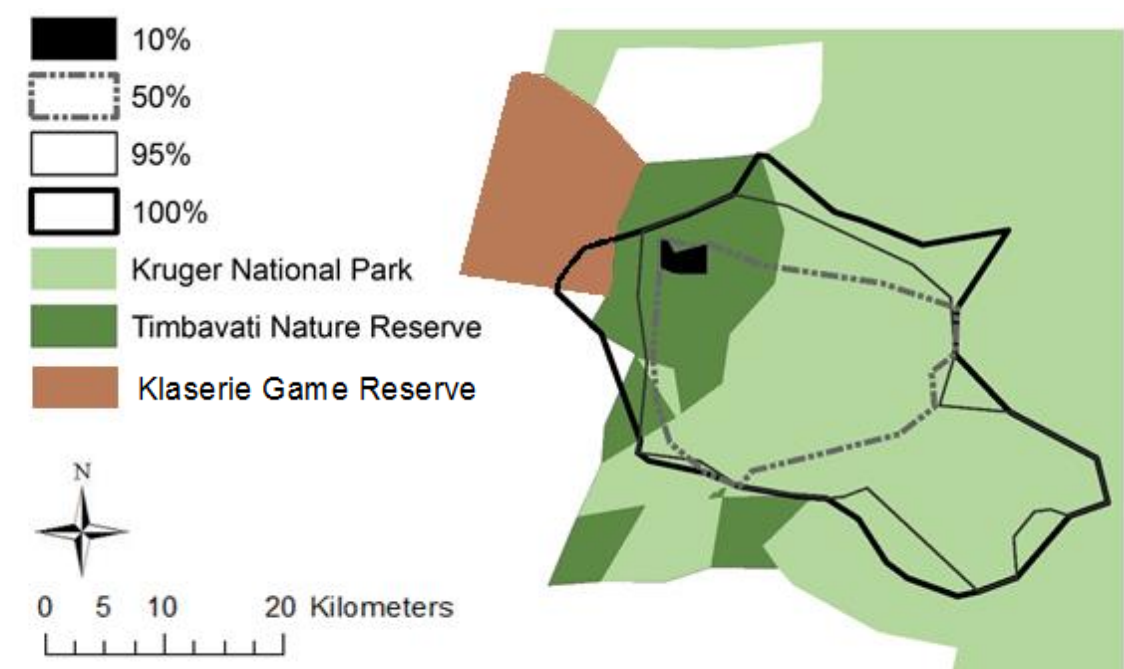 10%
50%
95%
100%
Kruger National Park
Timbavati Nature Reserve
Klaserie Game Reserve
N
0 5 10 20 Kilometers